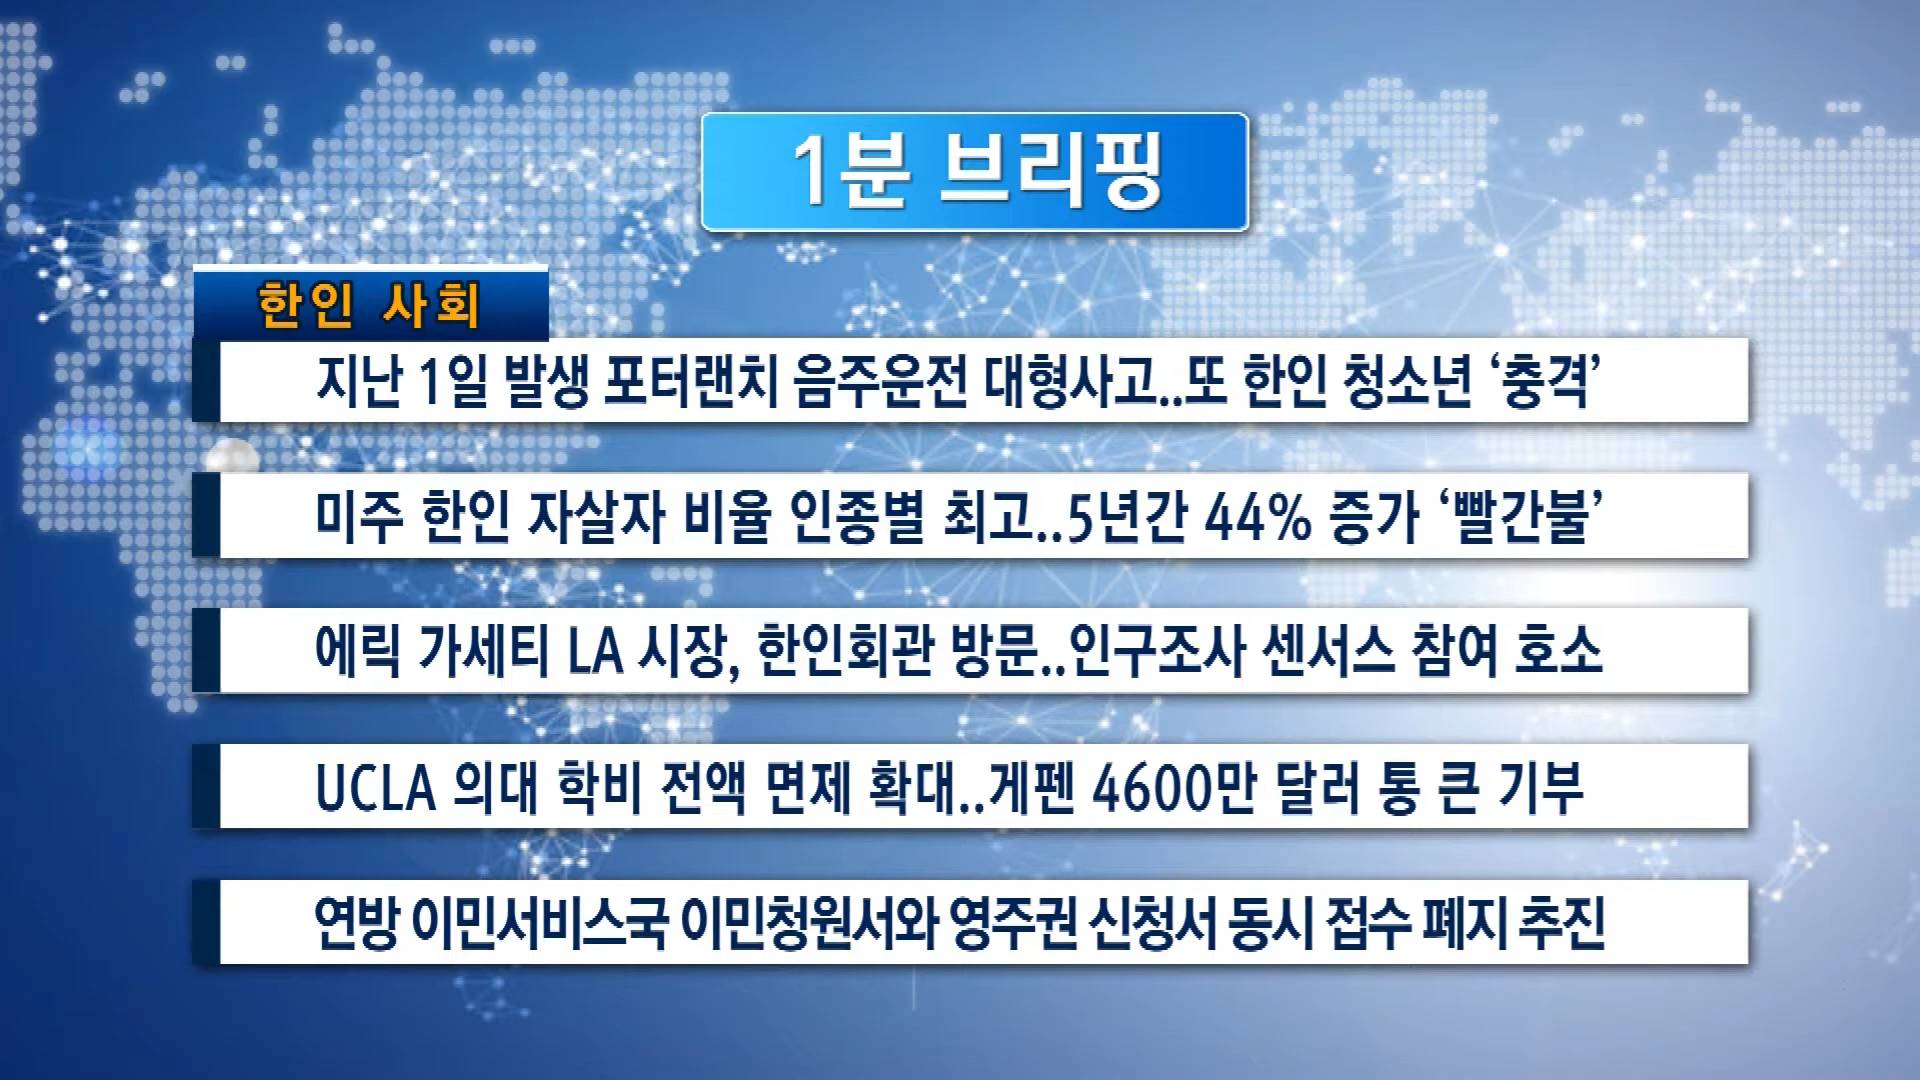 1분 브리핑
한인 사회
지난 1일 발생 포터랜치 음주운전 대형사고..또 한인 청소년 ‘충격’
미주 한인 자살자 비율 인종별 최고..5년간 44% 증가 ‘빨간불’
에릭 가세티 LA 시장, 한인회관 방문..인구조사 센서스 참여 호소
UCLA 의대 학비 전액 면제 확대..게펜 4600만 달러 통 큰 기부
연방 이민서비스국 이민청원서와 영주권 신청서 동시 접수 폐지 추진